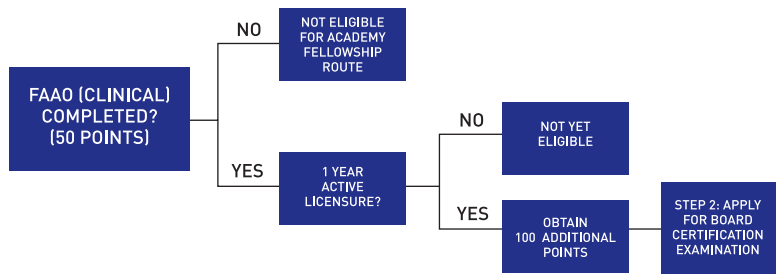 NO
NOT ELIGIBLE
FOR ACADEMY
FELLOWSHIP
ROUTE
FAAO (CLINICAL)
COMPLETED?
(50 POINTS)
YES
1 YEAR
ACTIVE
LICENSURE?
NO
NOT YET
ELIGIBLE
YES
OBTAIN
100 ADDITIONAL
POINTS
STEP 2: APPLY
FOR BOARD
CERTIFICATION
EXAMINATION